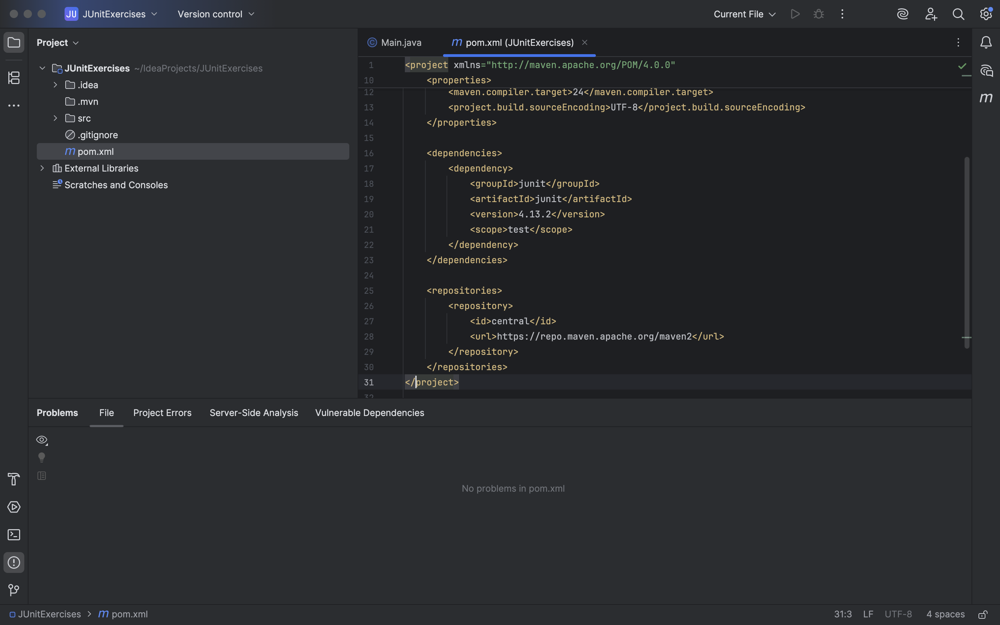 JU JUnitExercises Version control Current File
Project
JUnitExercises ~/IdeaProjects/JUnitExercises
.idea
.mvn
src
.gitignore
m pom.xml
External Libraries
Scratches and Consoles
Main.java m pom.xml (JUnitExercises)
1 <project xmlns="http://maven.apache.org/POM/4.0.0"
10 <properties>
12 <maven.compiler.target>24</maven.compiler.target>
13 <project.build.sourceEncoding>UTF-8</project.build.sourceEncoding>
14 </properties>
15
16 <dependencies>
17 <dependency>
18 <groupId>junit</groupId>
19 <artifactId>junit</artifactId>
20 <version>4.13.2</version>
21 <scope>test</scope>
22 </dependency>
23 </dependencies>
24
25 <repositories>
26 <repository>
27 <id>central</id>
28 <url>https://repo.maven.apache.org/maven2</url>
29 </repository>
30 </repositories>
31 </project>
32
m
Problems File Project Errors Server-Side Analysis Vulnerable Dependencies
No problems in pom.xml
JUnitExercises > m pom.xml 31:3 LF UTF-8 4 spaces